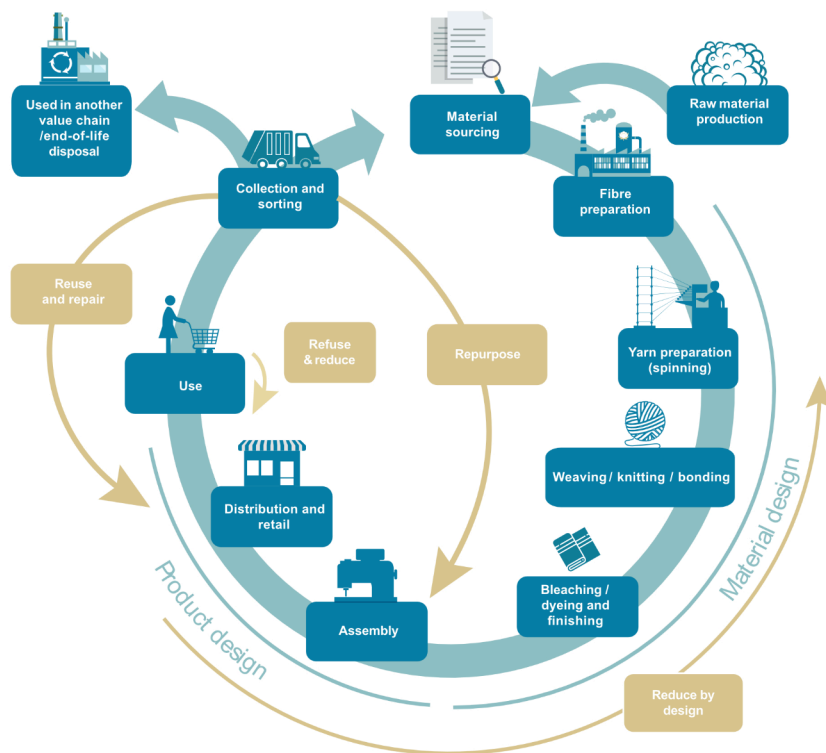 Used in another
value chain
/end-of-life
disposal
Material
sourcing
Raw material
production
Collection and
sorting
Fibre
preparation
Reuse
and repair
Refuse
& reduce
Repurpose
Yarn preparation
(spinning)
Use
Weaving / knitting / bonding
Distribution and
retail
Bleaching /
dyeing and
finishing
Assembly
Product design
Material design
Reduce by
design